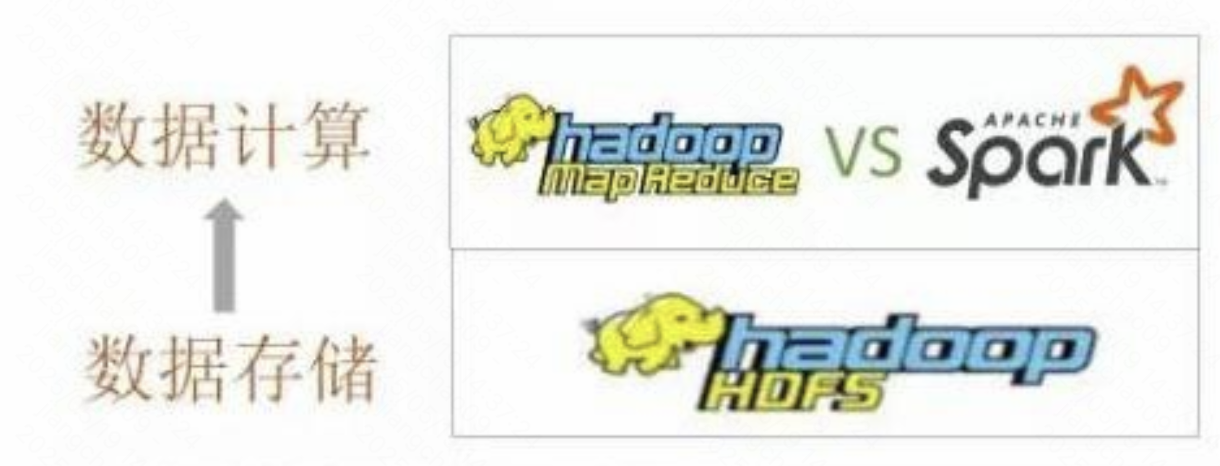 数据计算
hadoop
Map Reduce
VS
APACHE
Spark
数据存储
hadoop
HDFS